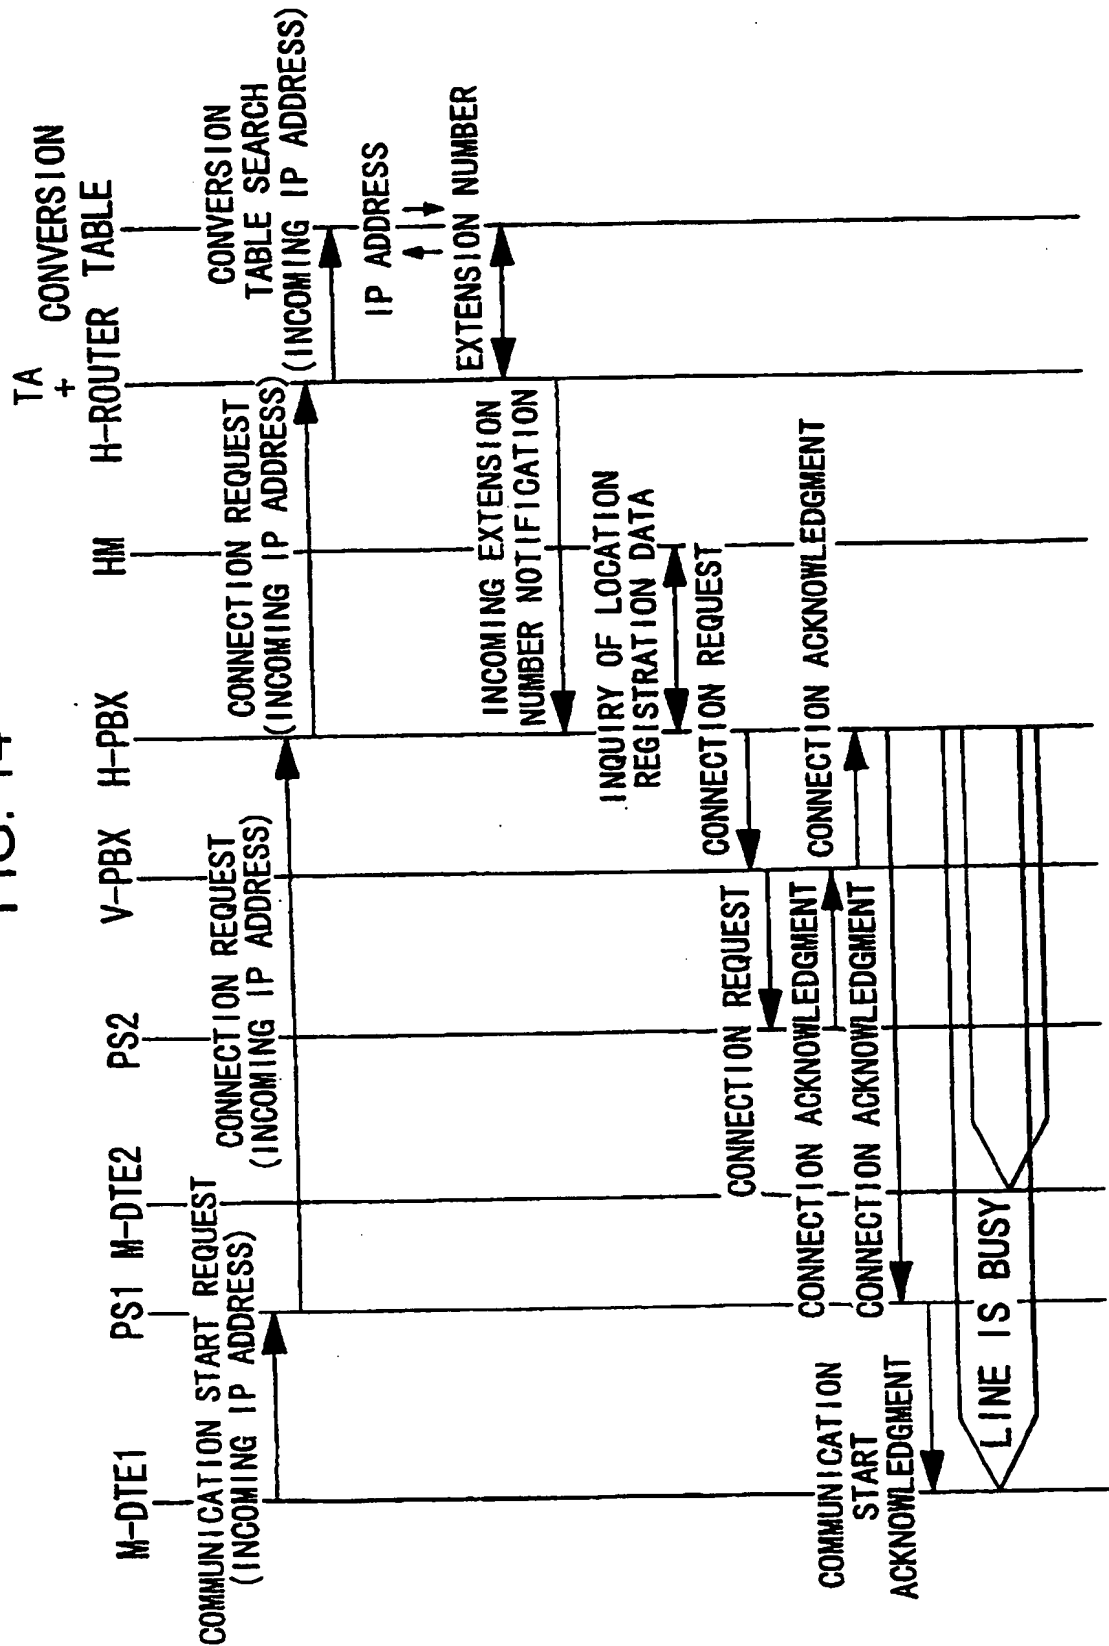 FIG. 14
M-DTE1
PS1
M-DTE2
PS2
V-PBX
H-PBX
HM
TA
+
H-ROUTER
CONVERSION
TABLE
COMMUNICATION START REQUEST
(INCOMING IP ADDRESS)
CONNECTION REQUEST
(INCOMING IP ADDRESS)
CONNECTION REQUEST
(INCOMING IP ADDRESS)
CONVERSION
TABLE SEARCH
(INCOMING IP ADDRESS)
IP ADDRESS
EXTENSION NUMBER
INCOMING EXTENSION
NUMBER NOTIFICATION
INQUIRY OF LOCATION
REGISTRATION DATA
CONNECTION REQUEST
CONNECTION REQUEST
CONNECTION ACKNOWLEDGMENT
CONNECTION ACKNOWLEDGMENT
CONNECTION ACKNOWLEDGMENT
COMMUNICATION
START
ACKNOWLEDGMENT
LINE IS BUSY